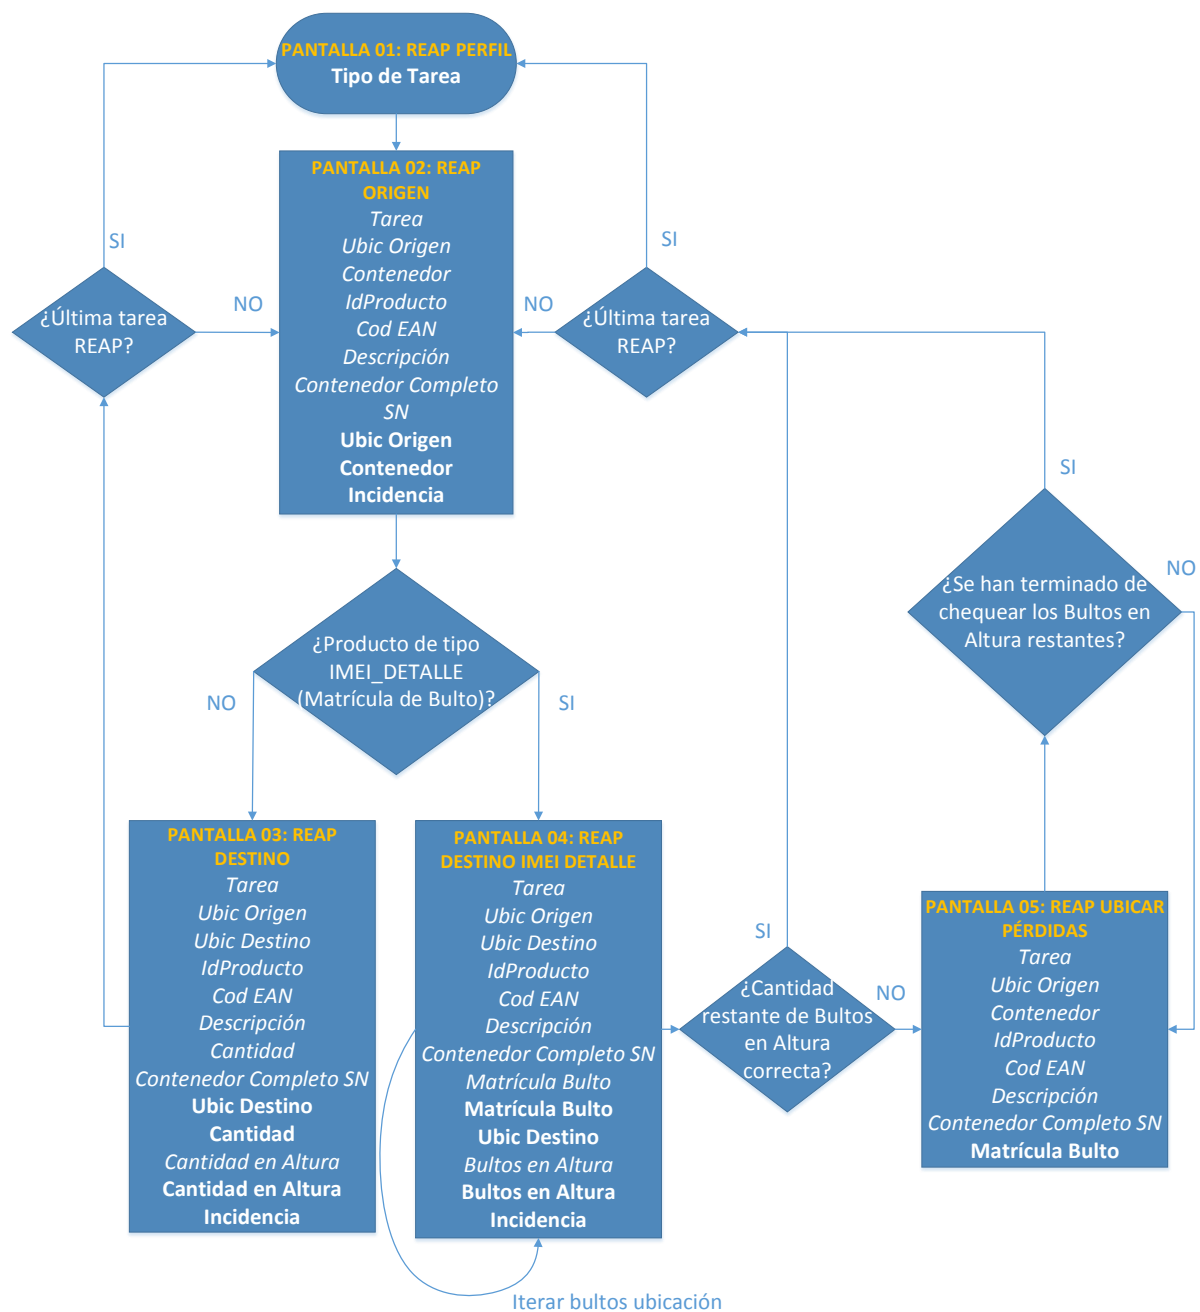 PANTALLA 01: REAP PERFIL
Tipo de Tarea
PANTALLA 02: REAP
ORIGEN
Tarea
Ubic Origen
Contenedor
IdProducto
Cod EAN
Descripción
Contenedor Completo
SN
Ubic Origen
Contenedor
Incidencia
SI
¿Última tarea
REAP?
NO
SI
NO
¿Última tarea
REAP?
SI
¿Se han terminado de
chequear los Bultos en
Altura restantes?
NO
¿Producto de tipo
IMEI_DETALLE
(Matrícula de Bulto)?
NO
SI
PANTALLA 03: REAP
DESTINO
Tarea
Ubic Origen
Ubic Destino
IdProducto
Cod EAN
Descripción
Cantidad
Contenedor Completo SN
Ubic Destino
Cantidad
Cantidad en Altura
Cantidad en Altura
Incidencia
PANTALLA 04: REAP
DESTINO IMEI DETALLE
Tarea
Ubic Origen
Ubic Destino
IdProducto
Cod EAN
Descripción
Contenedor Completo SN
Matrícula Bulto
Matrícula Bulto
Ubic Destino
Bultos en Altura
Bultos en Altura
Incidencia
Iterar bultos ubicación
SI
¿Cantidad
restante de Bultos
en Altura
correcta?
NO
PANTALLA 05: REAP UBICAR
PÉRDIDAS
Tarea
Ubic Origen
Contenedor
IdProducto
Cod EAN
Descripción
Contenedor Completo SN
Matrícula Bulto